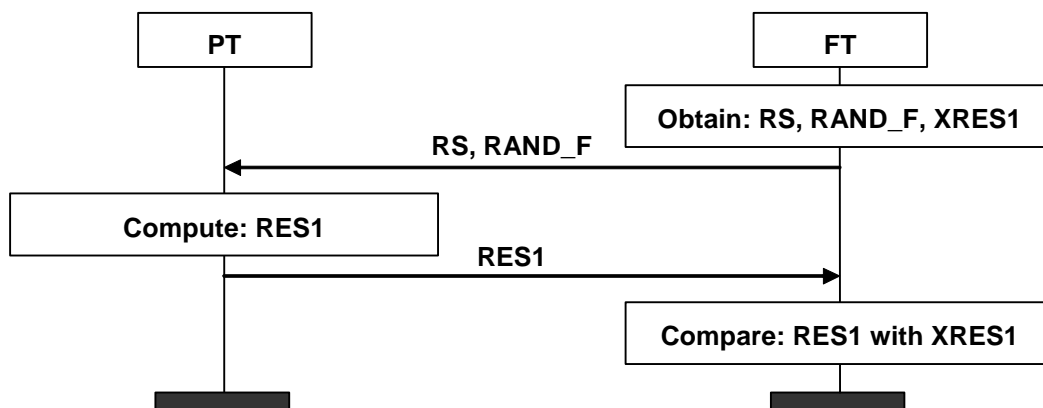 PT
FT
Obtain: RS, RAND_F, XRES1
RS, RAND_F
Compute: RES1
RES1
Compare: RES1 with XRES1